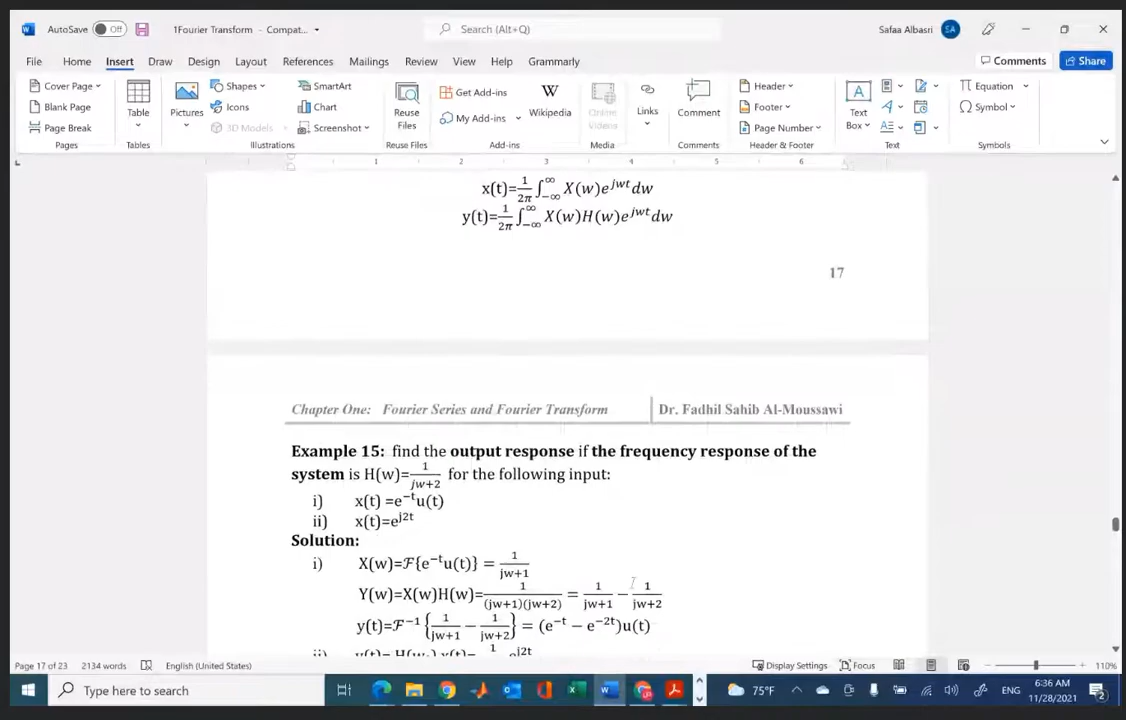 AutoSave Off 1Fourier Transform - Compat... Search (Alt+Q) Safaa Albasri SA
File Home Insert Draw Design Layout References Mailings Review View Help Grammarly Comments Share
Cover Page Blank Page Page Break Pages
Table Tables
Pictures Shapes Icons 3D Models SmartArt Chart Screenshot Illustrations
Reuse Files Reuse Files
Get Add-ins My Add-ins W Wikipedia Add-ins
Online Videos Media
Links
Comment Comments
Header Footer Page Number Header & Footer
A Text Box Text
Equation Symbol Symbols
1 2 3 4 5 6
x(t)=1/2π ∫_{-∞}^{∞} X(w)e^{jwt}dw
y(t)=1/2π ∫_{-∞}^{∞} X(w)H(w)e^{jwt}dw
17
Chapter One: Fourier Series and Fourier Transform Dr. Fadhil Sahib Al-Moussawi
Example 15: find the output response if the frequency response of the
system is H(w)=1/(jw+2) for the following input:
i) x(t) =e^{-t}u(t)
ii) x(t)=e^{j2t}
Solution:
i) X(w)=ℱ{e^{-t}u(t)} = 1/(jw+1)
Y(w)=X(w)H(w)=1/((jw+1)(jw+2)) = 1/(jw+1) − 1/(jw+2)
y(t)=ℱ^{-1}{1/(jw+1) − 1/(jw+2)} = (e^{-t} − e^{-2t})u(t)
Page 17 of 23 2134 words English (United States) Display Settings Focus 110%
Type here to search 75°F ENG 6:36 AM 11/28/2021 2